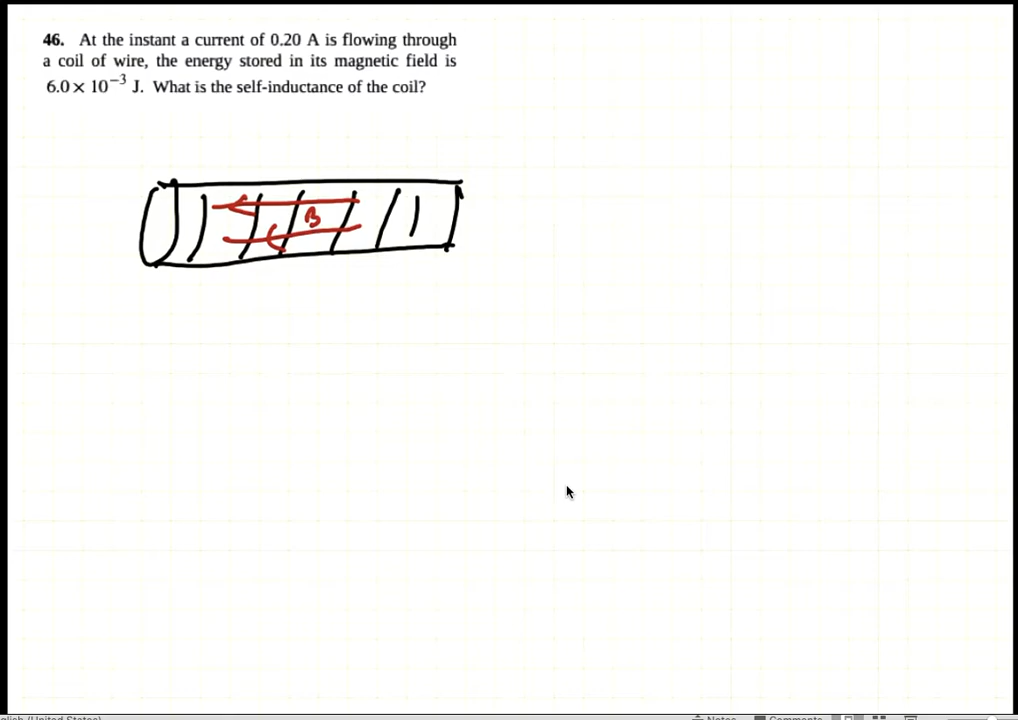 46. At the instant a current of 0.20 A is flowing through
a coil of wire, the energy stored in its magnetic field is
6.0 × 10⁻³ J. What is the self-inductance of the coil?
B